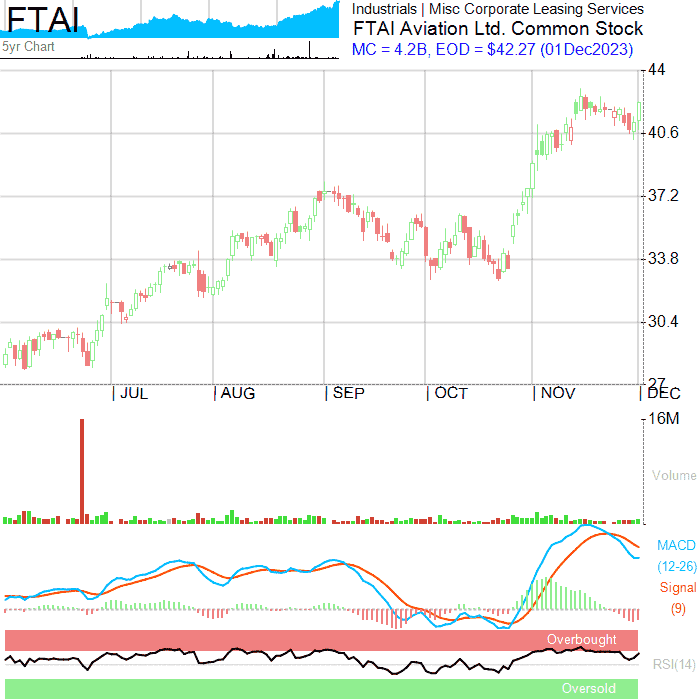 FTAI
5yr Chart
Industrials | Misc Corporate Leasing Services
FTAI Aviation Ltd. Common Stock
MC = 4.2B, EOD = $42.27 (01Dec2023)
44
40.6
37.2
33.8
30.4
27
| JUL | AUG | SEP | OCT | NOV | DEC
16M
Volume
MACD
(12-26)
Signal
(9)
Overbought
RSI(14)
Oversold